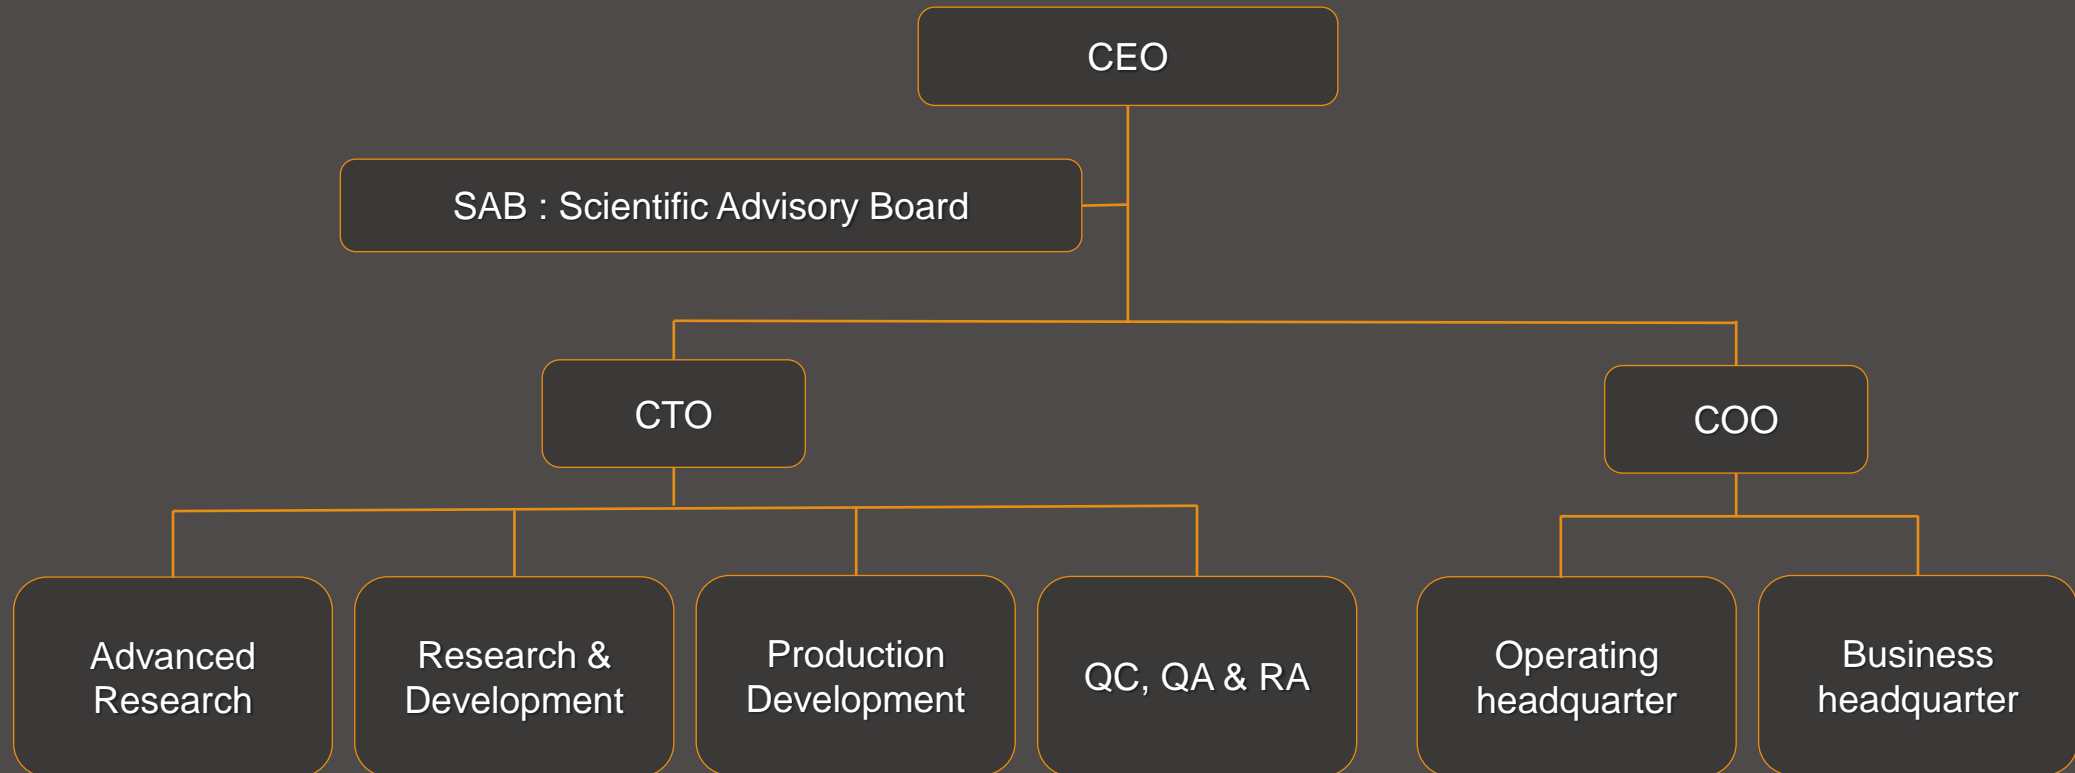 CEO
SAB : Scientific Advisory Board
CTO
COO
Advanced
Research
Research &
Development
Production
Development
QC, QA & RA
Operating
headquarter
Business
headquarter